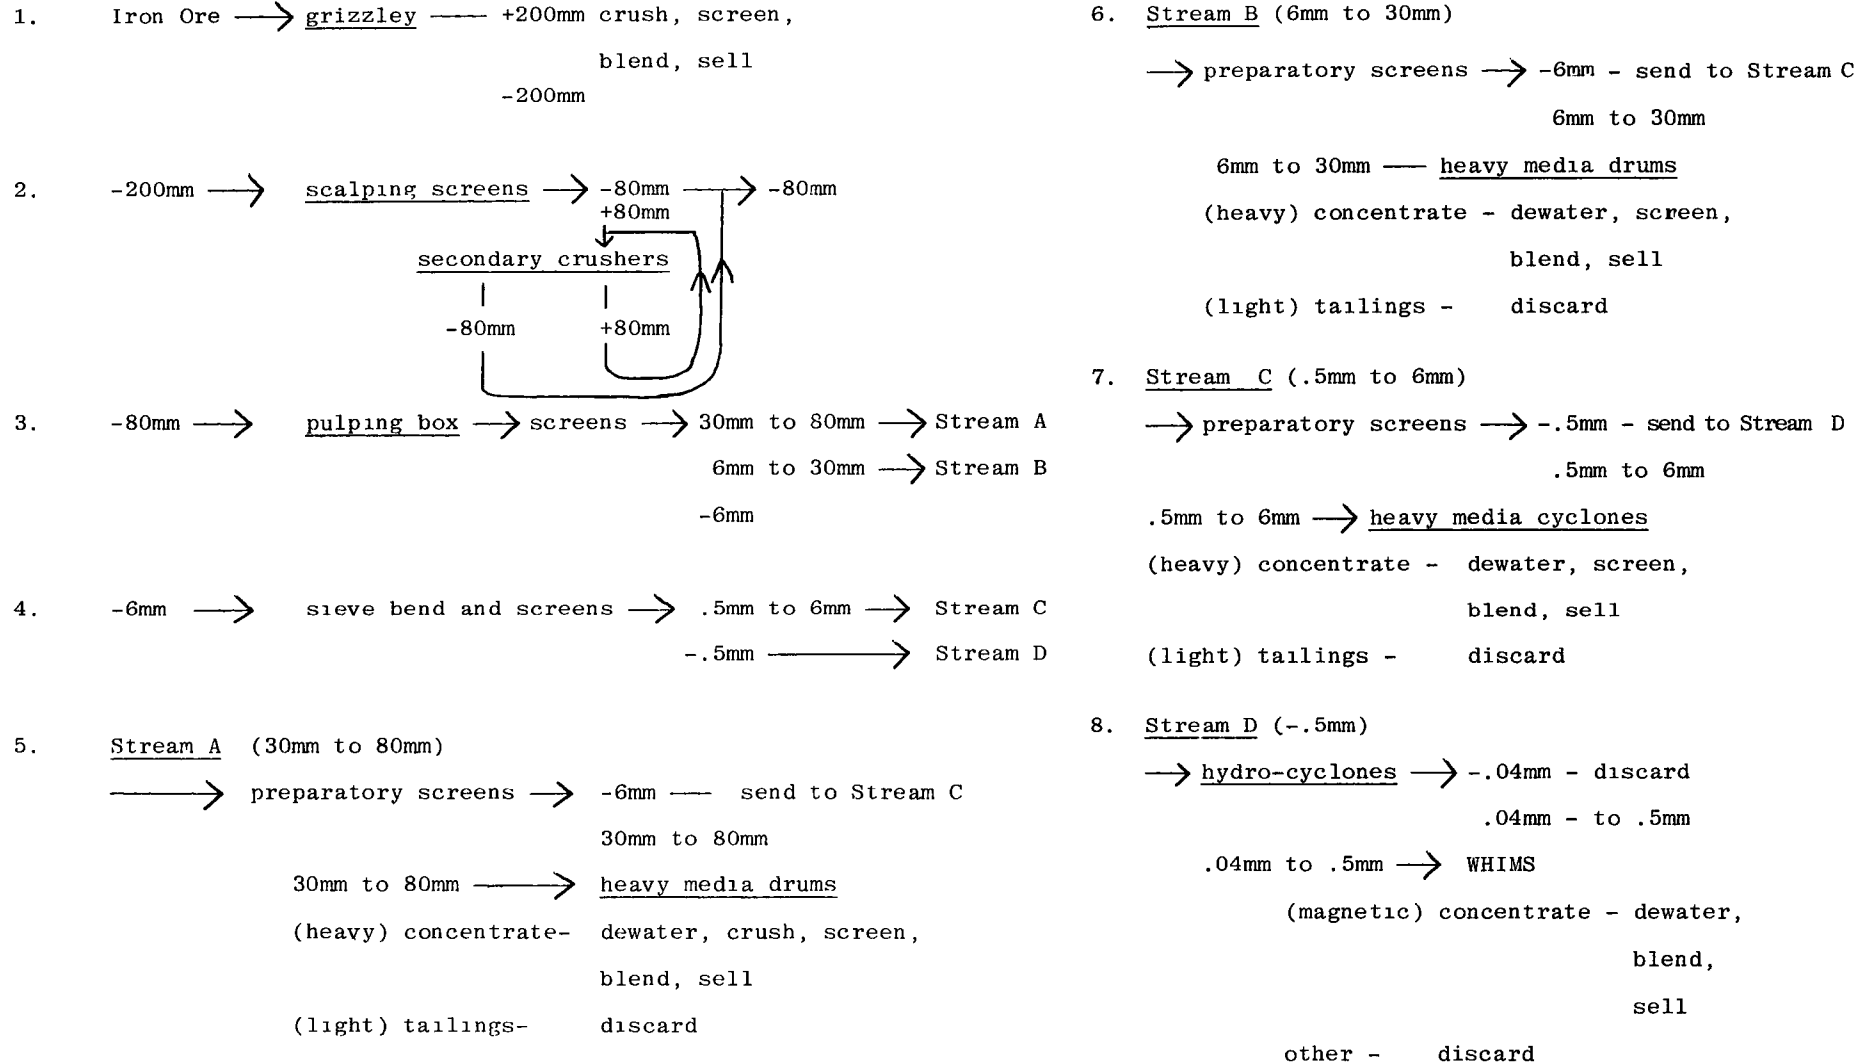 1. Iron Ore → grizzley — +200mm crush, screen,
blend, sell
-200mm
2. -200mm → scalping screens → -80mm → -80mm
+80mm
secondary crushers
-80mm +80mm
3. -80mm → pulping box → screens → 30mm to 80mm → Stream A
6mm to 30mm → Stream B
-6mm
4. -6mm → sieve bend and screens → .5mm to 6mm → Stream C
-.5mm → Stream D
5. Stream A (30mm to 80mm)
→ preparatory screens → -6mm — send to Stream C
30mm to 80mm
30mm to 80mm → heavy media drums
(heavy) concentrate- dewater, crush, screen,
blend, sell
(light) tailings- discard
6. Stream B (6mm to 30mm)
→ preparatory screens → -6mm - send to Stream C
6mm to 30mm
6mm to 30mm — heavy media drums
(heavy) concentrate - dewater, screen,
blend, sell
(light) tailings - discard
7. Stream C (.5mm to 6mm)
→ preparatory screens → -.5mm - send to Stream D
.5mm to 6mm
.5mm to 6mm → heavy media cyclones
(heavy) concentrate - dewater, screen,
blend, sell
(light) tailings - discard
8. Stream D (-.5mm)
→ hydro-cyclones → -.04mm - discard
.04mm - to .5mm
.04mm to .5mm → WHIMS
(magnetic) concentrate - dewater,
blend,
sell
other - discard